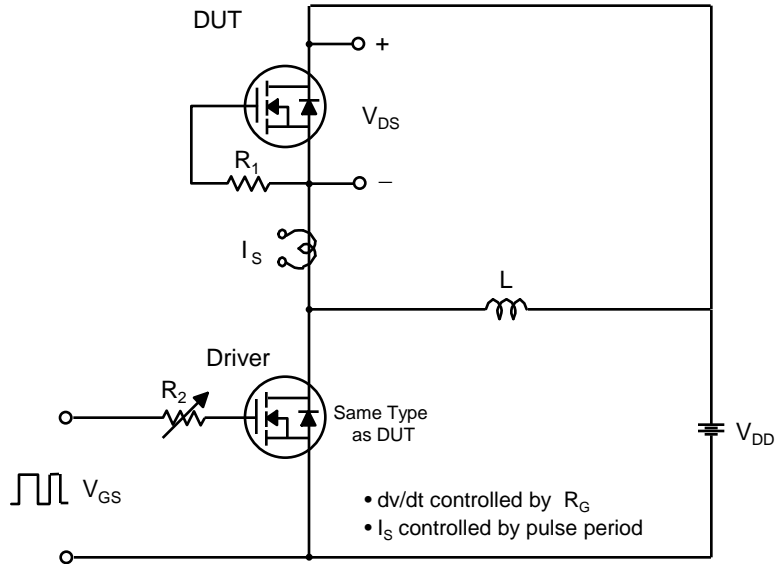 DUT
+
V_DS
R_1
−
I_S
L
Driver
R_2
Same Type
as DUT
V_DD
V_GS
• dv/dt controlled by R_G
• I_S controlled by pulse period